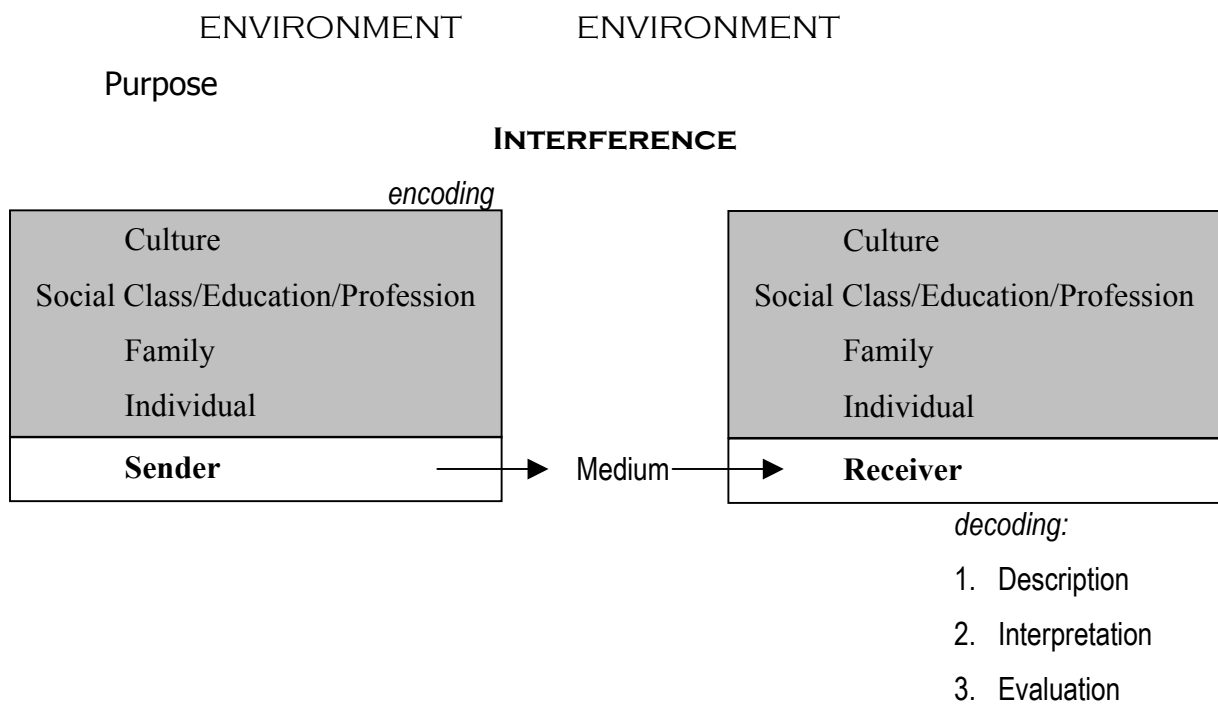 ENVIRONMENT ENVIRONMENT
Purpose
INTERFERENCE
encoding
Culture
Social Class/Education/Profession
Family
Individual
Sender
Medium
Culture
Social Class/Education/Profession
Family
Individual
Receiver
decoding:
1. Description
2. Interpretation
3. Evaluation